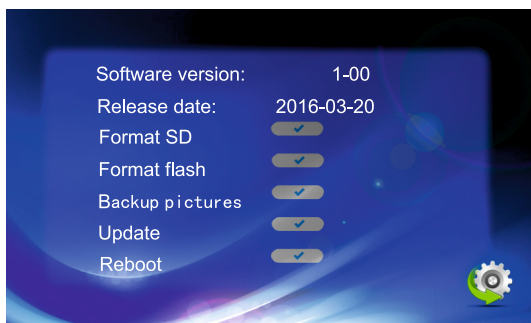 Software version: 1-00
Release date: 2016-03-20
Format SD
Format flash
Backup pictures
Update
Reboot